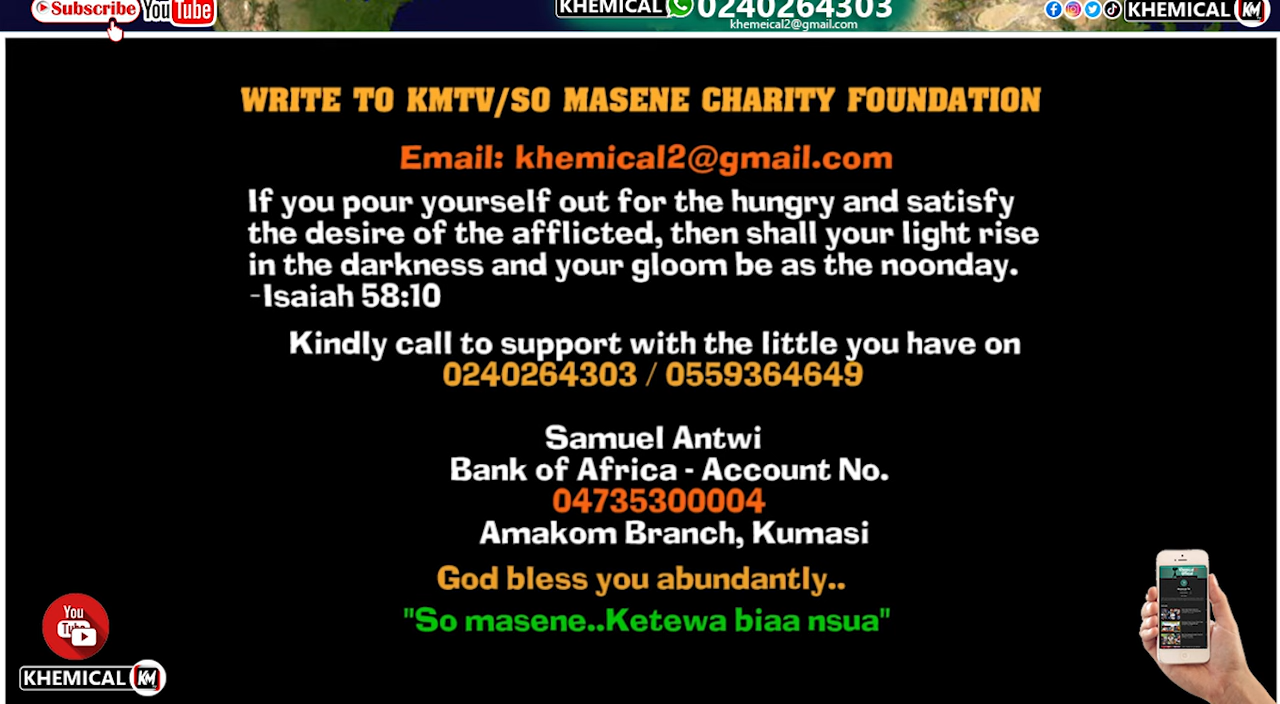 Subscribe YouTube
KHEMICAL 0240264303
khemeical2@gmail.com
KHEMICAL KM
WRITE TO KMTV/SO MASENE CHARITY FOUNDATION
Email: khemical2@gmail.com
If you pour yourself out for the hungry and satisfy
the desire of the afflicted, then shall your light rise
in the darkness and your gloom be as the noonday.
-Isaiah 58:10
Kindly call to support with the little you have on
0240264303 / 0559364649
Samuel Antwi
Bank of Africa - Account No.
04735300004
Amakom Branch, Kumasi
God bless you abundantly..
"So masene..Ketewa biaa nsua"
You
Tube
KHEMICAL KM